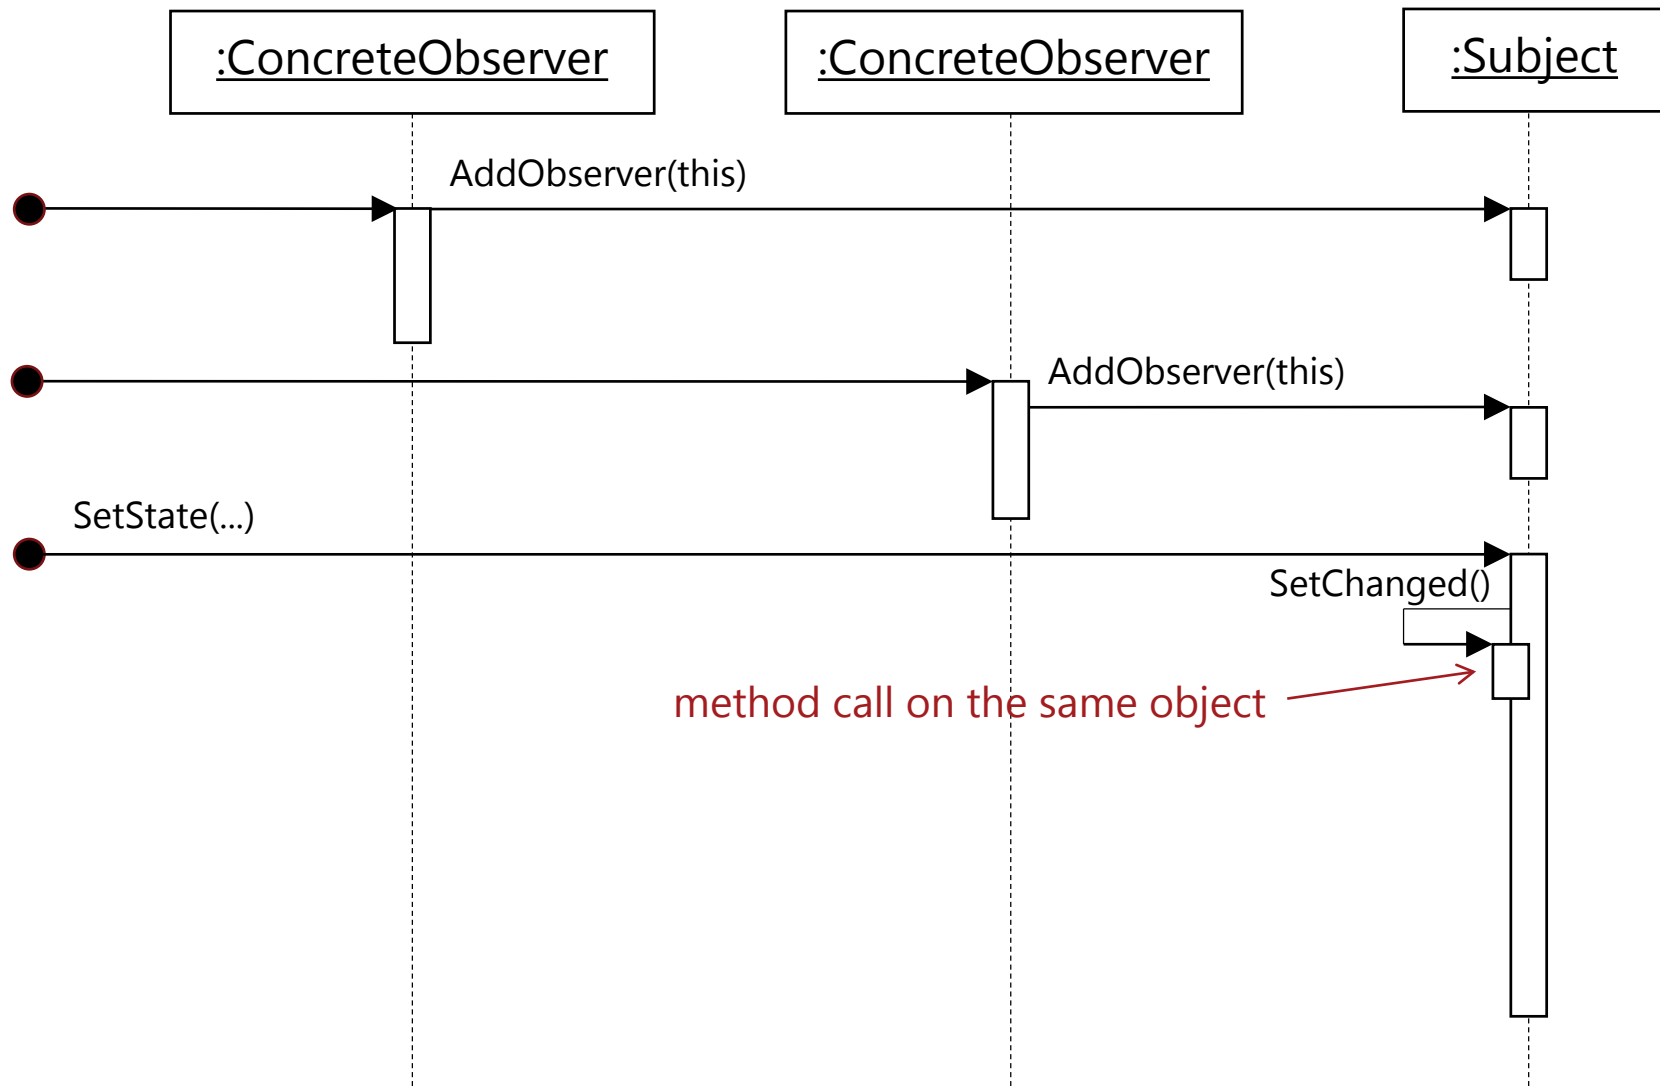 :ConcreteObserver
:ConcreteObserver
:Subject
AddObserver(this)
AddObserver(this)
SetState(...)
SetChanged()
method call on the same object